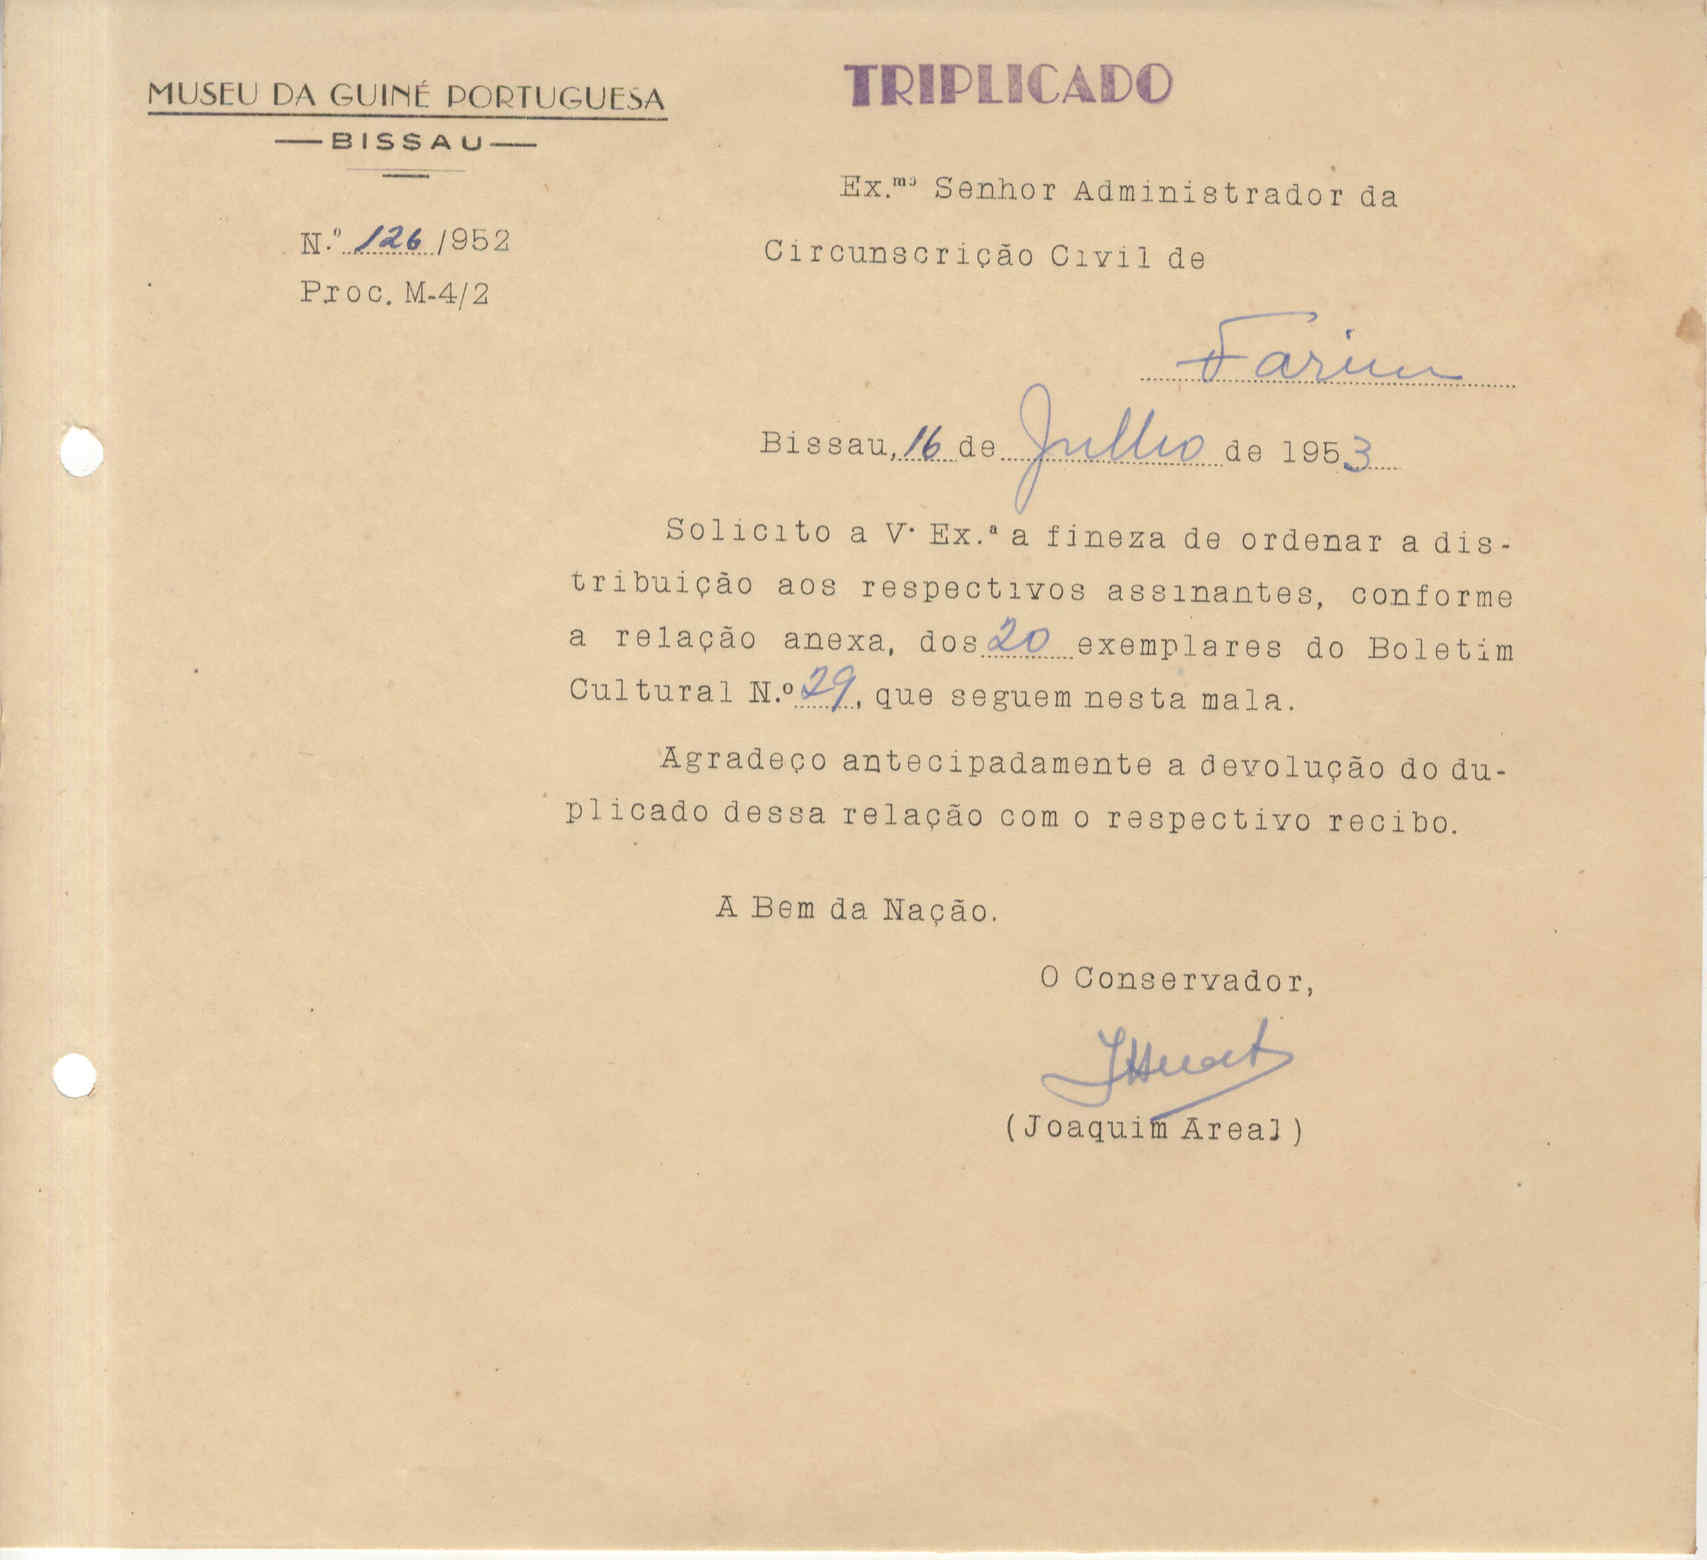 MUSEU DA GUINÉ PORTUGUESA
BISSAU
TRIPLICADO
N.º 126/952
Proc. M-4/2
Ex.mo Senhor Administrador da
Circunscrição Civil de
Farim
Bissau, 16 de Julho de 1953
Solicito a V. Ex.ª a fineza de ordenar a dis-
tribuição aos respectivos assinantes, conforme
a relação anexa, dos 20 exemplares do Boletim
Cultural N.º 29, que seguem nesta mala.
Agradeço antecipadamente a devolução do du-
plicado dessa relação com o respectivo recibo.
A Bem da Nação.
O Conservador,
(Joaquim Areal)